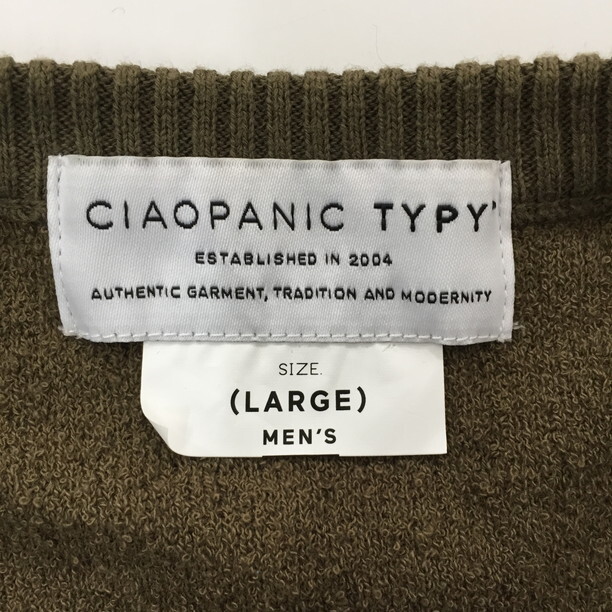 CIAOPANIC TYPY'
ESTABLISHED IN 2004
AUTHENTIC GARMENT, TRADITION AND MODERNITY
SIZE.
(LARGE)
MEN'S